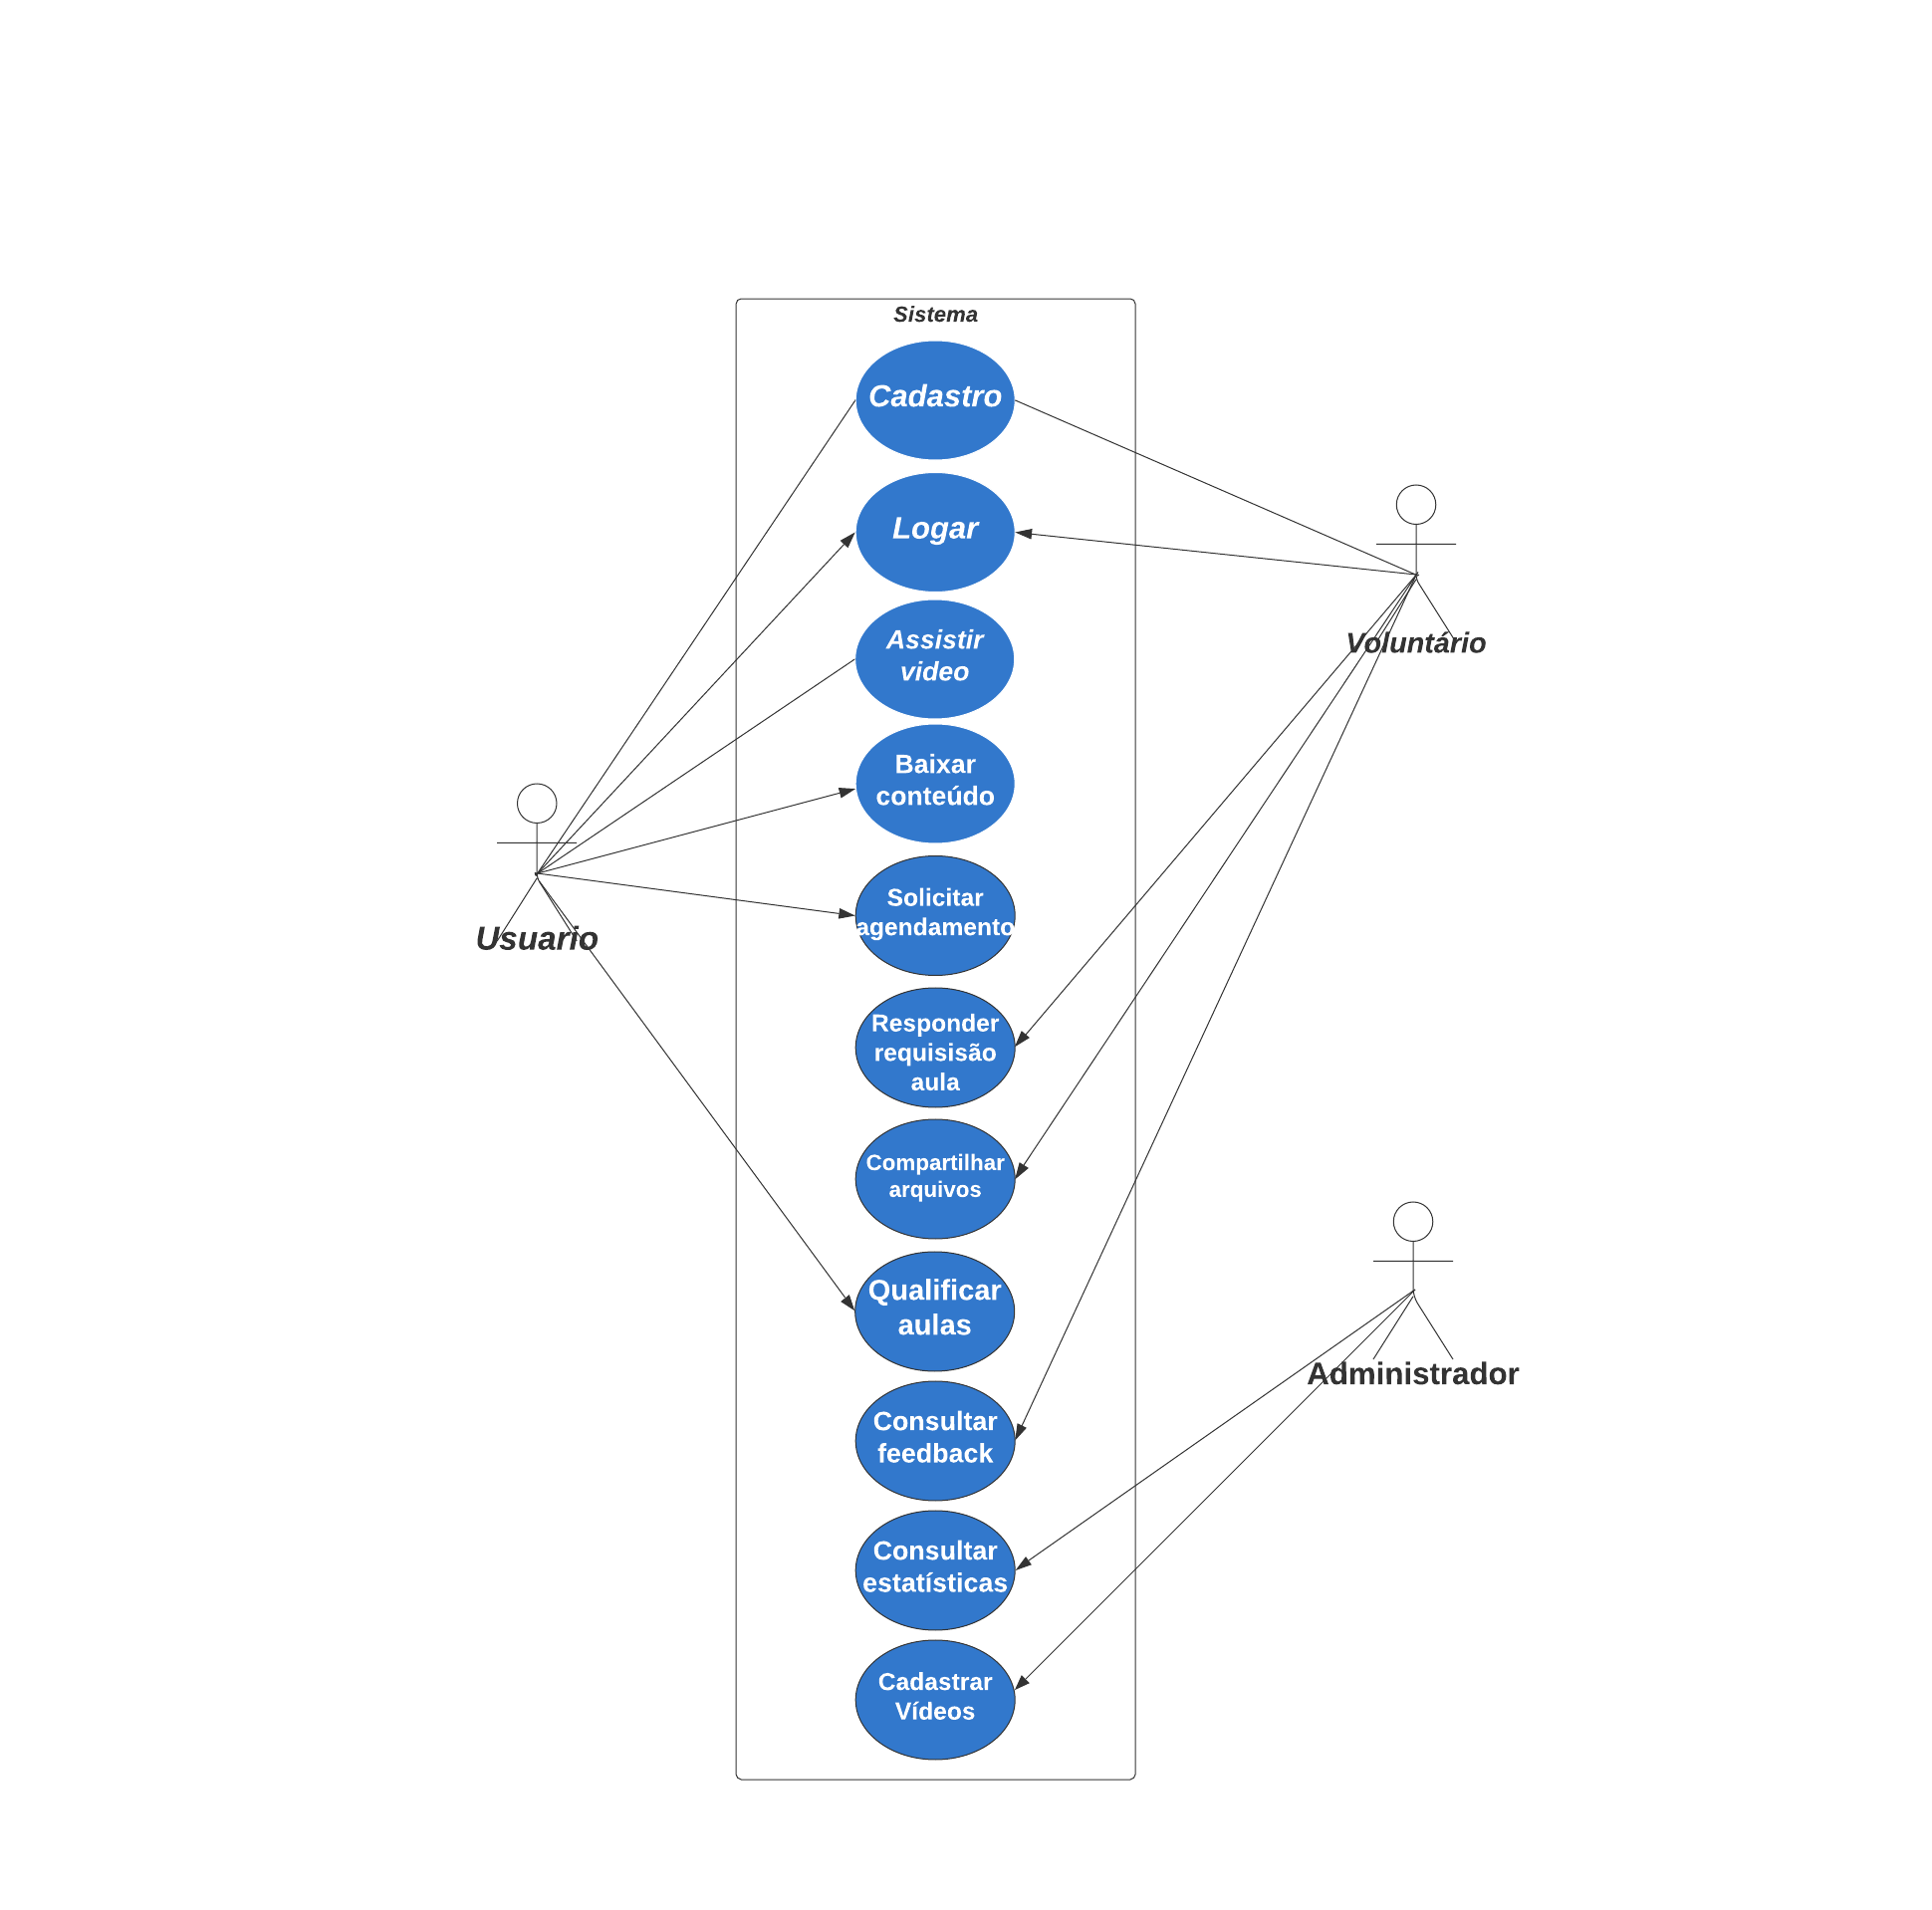 Sistema
Cadastro
Logar
Assistir
video
Baixar
conteúdo
Solicitar
agendamento
Responder
requisisão
aula
Compartilhar
arquivos
Qualificar
aulas
Consultar
feedback
Consultar
estatísticas
Cadastrar
Vídeos
Usuario
Voluntário
Administrador